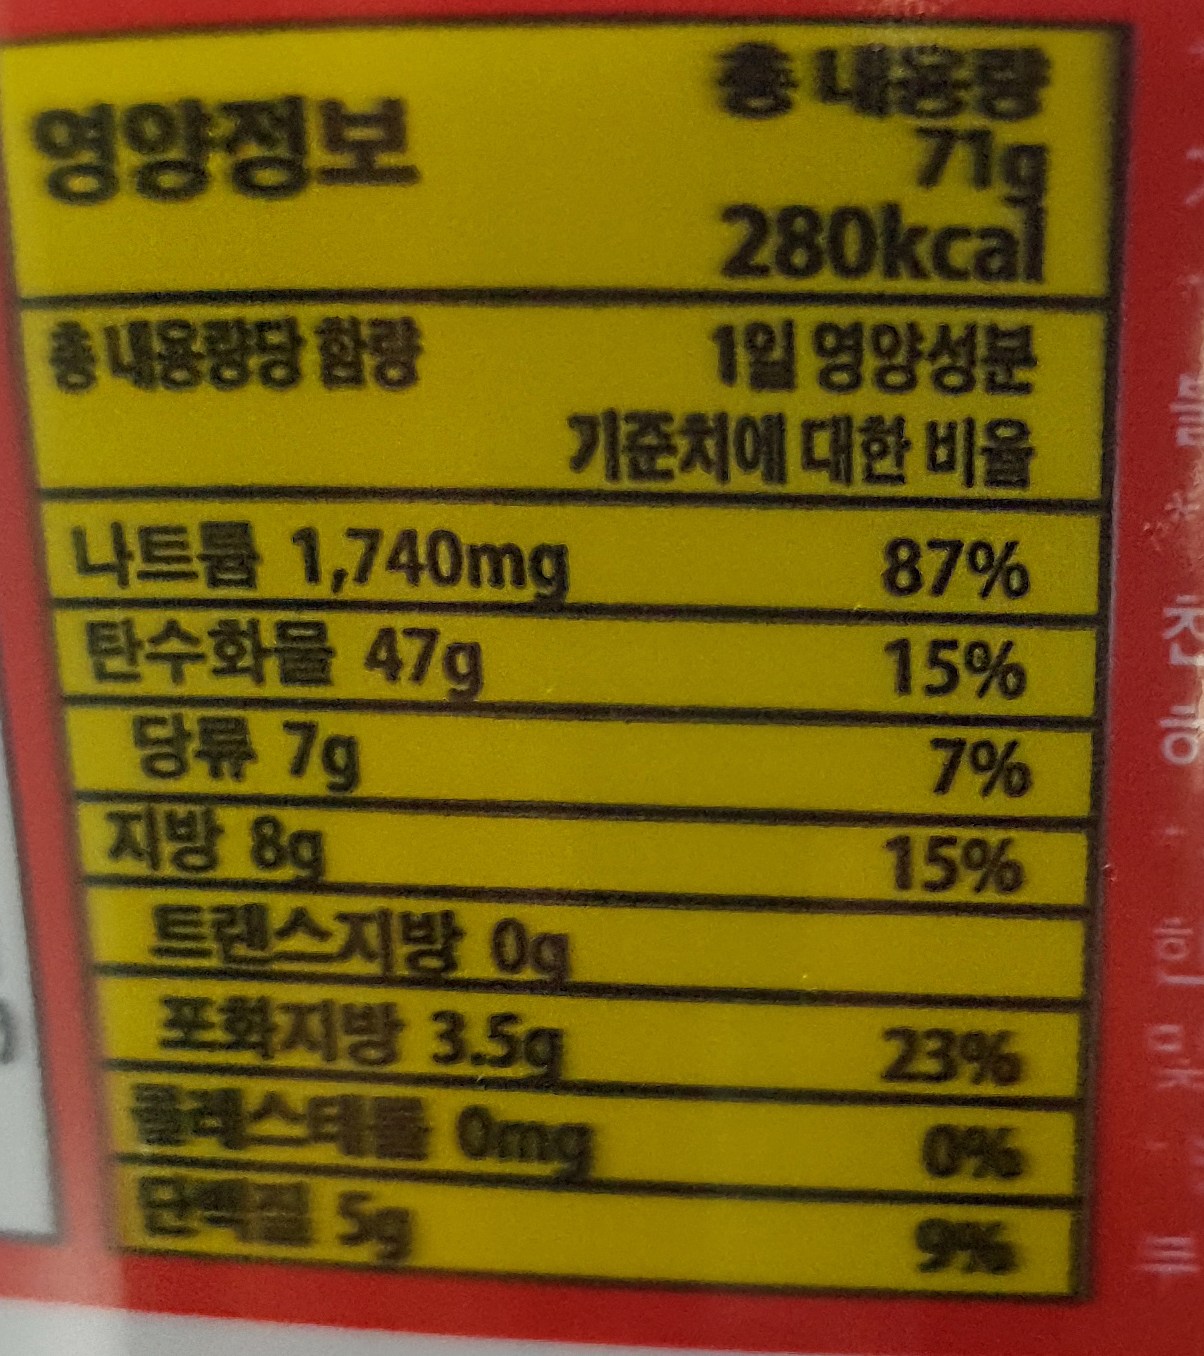 영양정보
총 내용량
71g
280kcal
총 내용량당 함량
1일 영양성분
기준치에 대한 비율
나트륨 1,740mg 87%
탄수화물 47g 15%
당류 7g 7%
지방 8g 15%
트랜스지방 0g
포화지방 3.5g 23%
콜레스테롤 0mg 0%
단백질 5g 9%